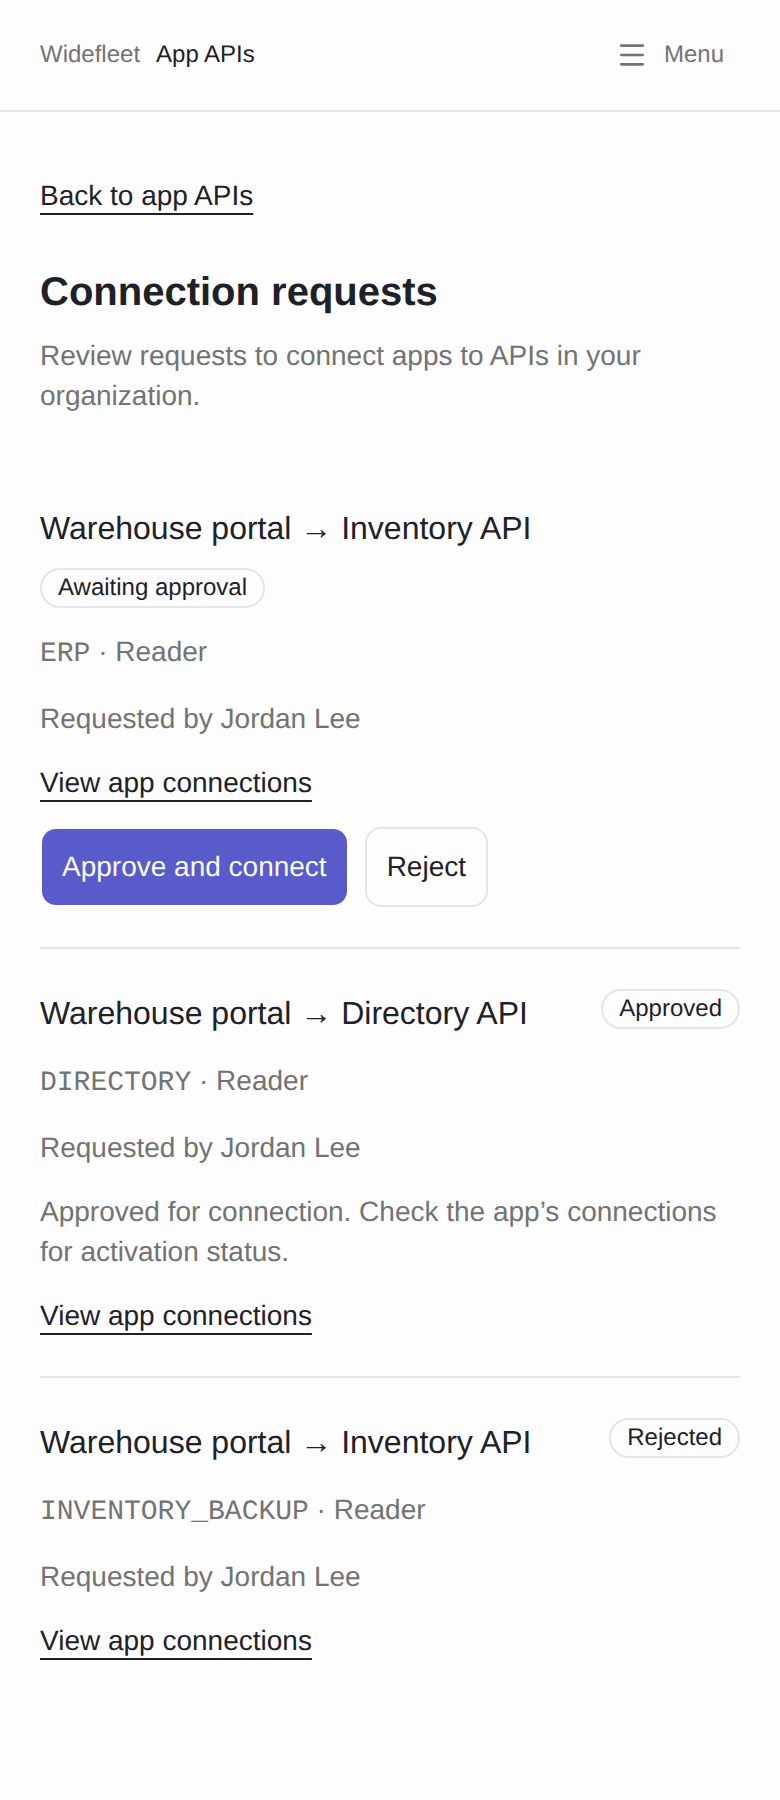 Widefleet App APIs
Menu
Back to app APIs
Connection requests
Review requests to connect apps to APIs in your
organization.
Warehouse portal → Inventory API
Awaiting approval
ERP · Reader
Requested by Jordan Lee
View app connections
Approve and connect
Reject
Warehouse portal → Directory API
Approved
DIRECTORY · Reader
Requested by Jordan Lee
Approved for connection. Check the app’s connections
for activation status.
View app connections
Warehouse portal → Inventory API
Rejected
INVENTORY_BACKUP · Reader
Requested by Jordan Lee
View app connections